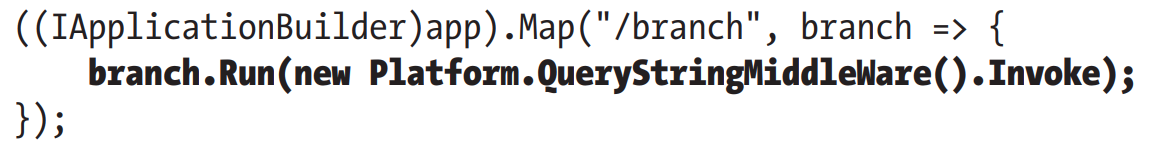 ((IApplicationBuilder)app).Map("/branch", branch => {
    branch.Run(new Platform.QueryStringMiddleWare().Invoke);
});